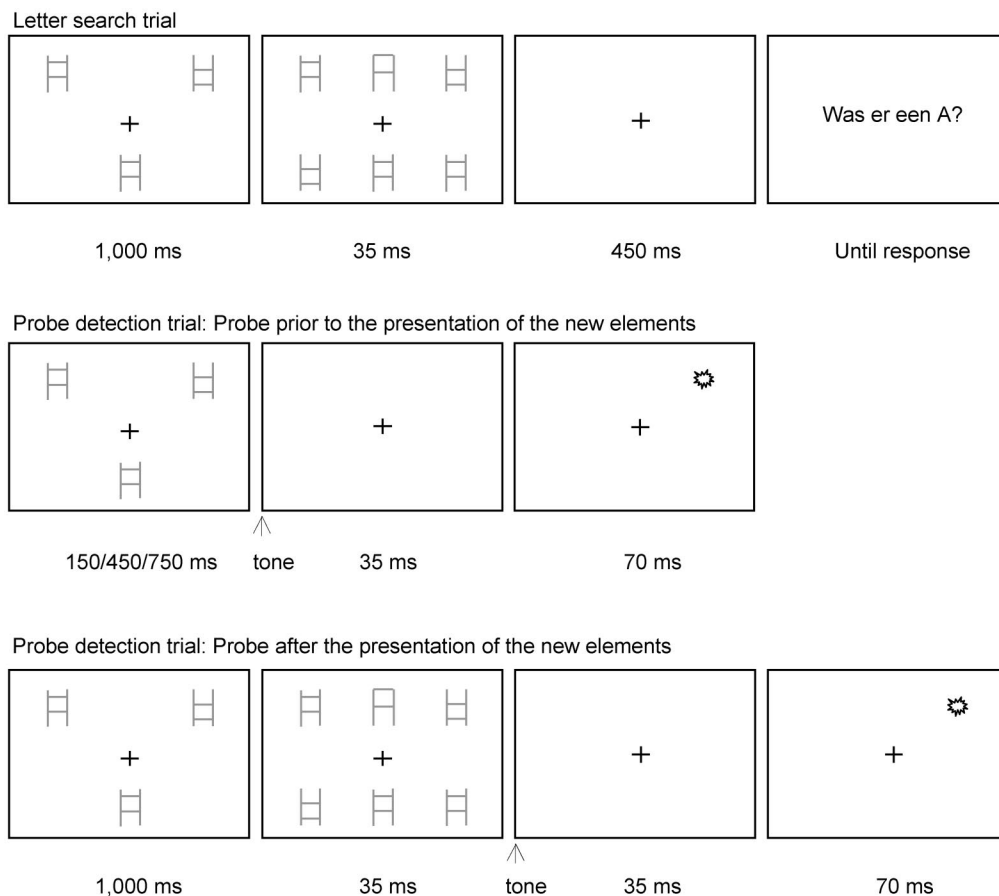 Letter search trial
Was er een A?
1,000 ms 35 ms 450 ms Until response
Probe detection trial: Probe prior to the presentation of the new elements
150/450/750 ms tone 35 ms 70 ms
Probe detection trial: Probe after the presentation of the new elements
1,000 ms 35 ms tone 35 ms 70 ms